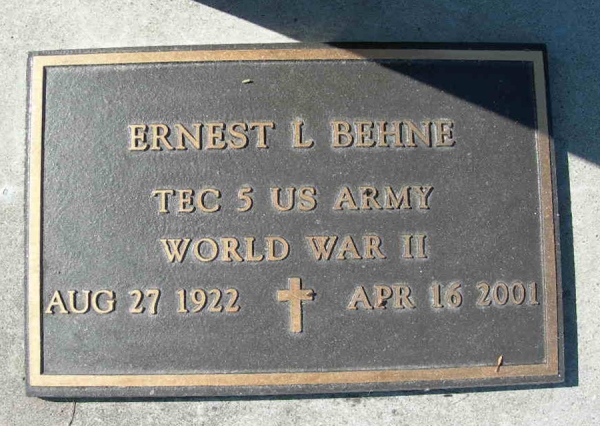 ERNEST L BEHNE
TEC 5 US ARMY
WORLD WAR II
AUG 27 1922 APR 16 2001